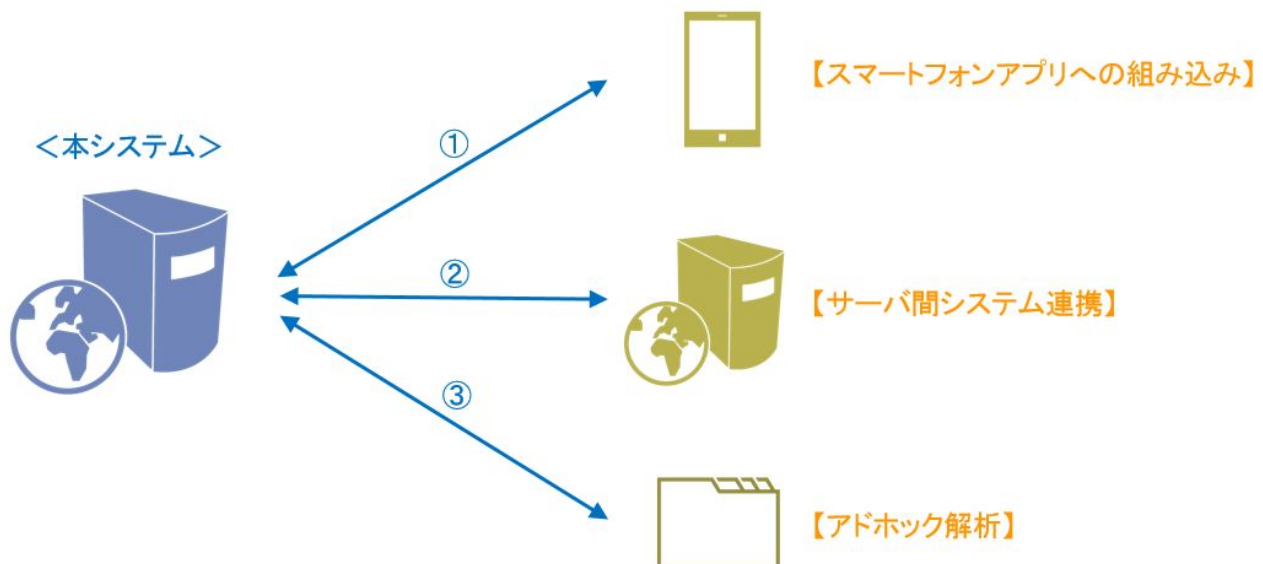 【スマートフォンアプリへの組み込み】
<本システム>
①
②
【サーバ間システム連携】
③
【アドホック解析】